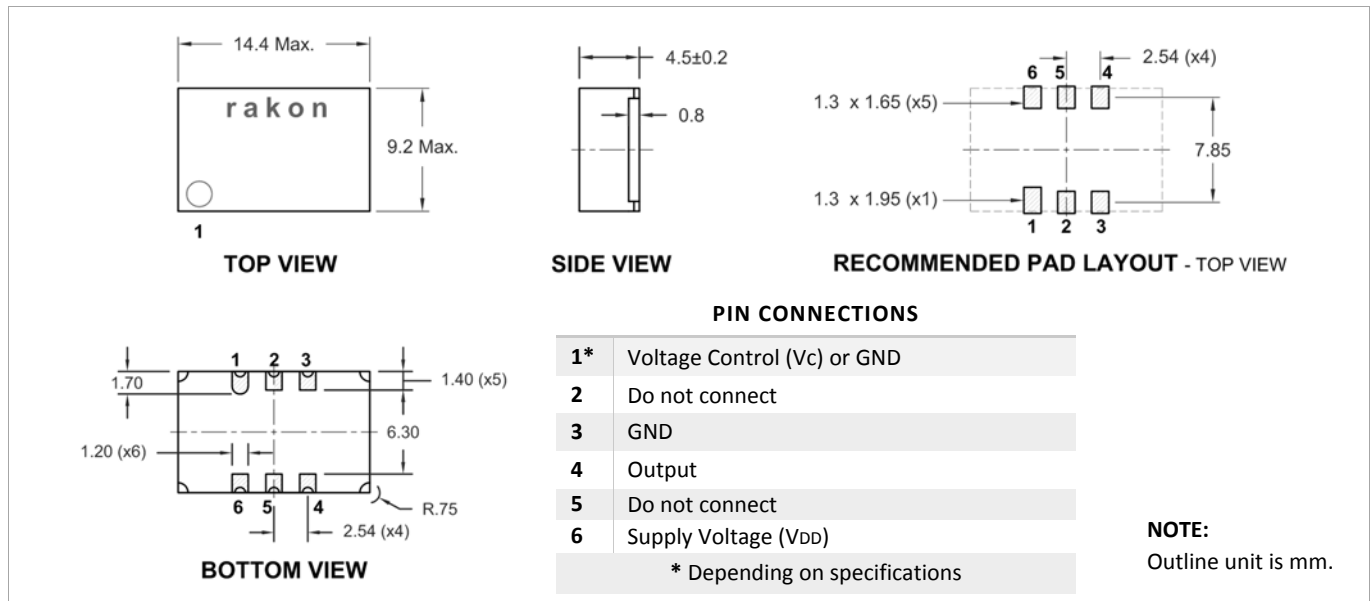 14.4 Max.
rakon
9.2 Max.
1
TOP VIEW
4.5±0.2
0.8
SIDE VIEW
2.54 (x4)
6 5 4
1.3 x 1.65 (x5)
7.85
1.3 x 1.95 (x1)
1 2 3
RECOMMENDED PAD LAYOUT - TOP VIEW
1 2 3
1.70
1.40 (x5)
6.30
1.20 (x6)
6 5 4
R.75
2.54 (x4)
BOTTOM VIEW
PIN CONNECTIONS
1* Voltage Control (Vc) or GND
2 Do not connect
3 GND
4 Output
5 Do not connect
6 Supply Voltage (VDD)
* Depending on specifications
NOTE:
Outline unit is mm.